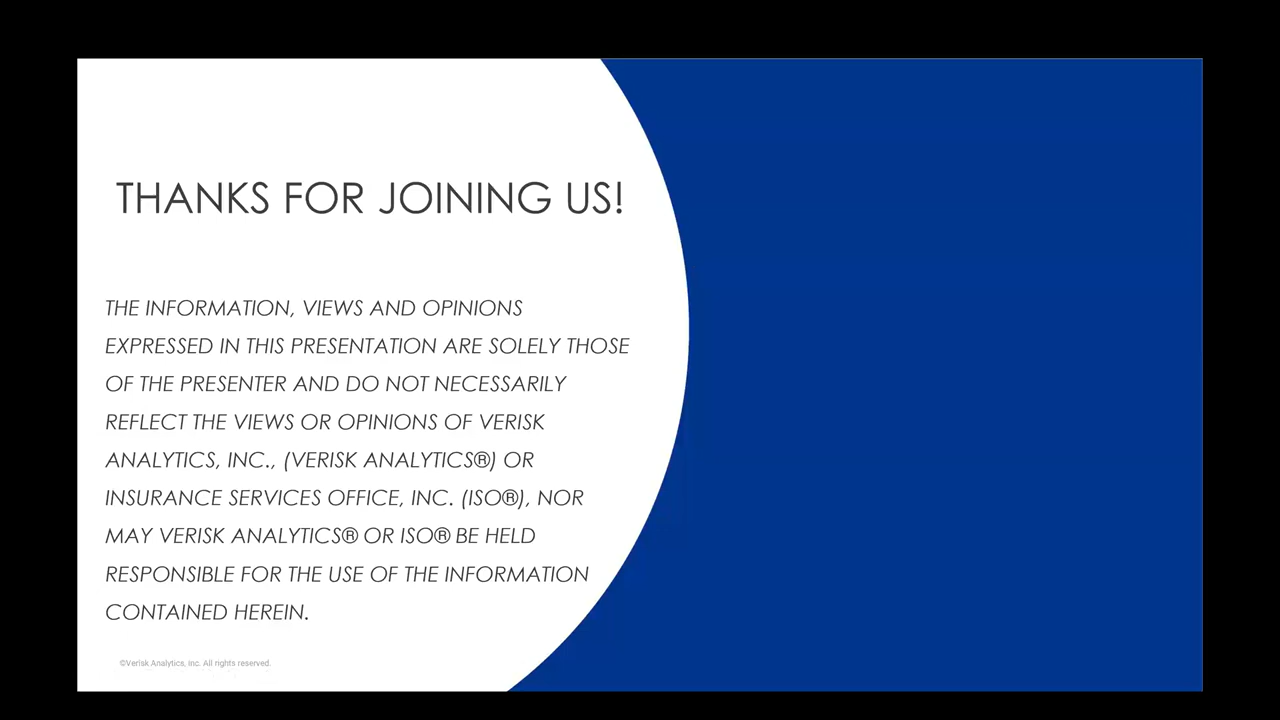 THANKS FOR JOINING US!
THE INFORMATION, VIEWS AND OPINIONS
EXPRESSED IN THIS PRESENTATION ARE SOLELY THOSE
OF THE PRESENTER AND DO NOT NECESSARILY
REFLECT THE VIEWS OR OPINIONS OF VERISK
ANALYTICS, INC., (VERISK ANALYTICS®) OR
INSURANCE SERVICES OFFICE, INC. (ISO®), NOR
MAY VERISK ANALYTICS® OR ISO® BE HELD
RESPONSIBLE FOR THE USE OF THE INFORMATION
CONTAINED HEREIN.
©Verisk Analytics, Inc. All rights reserved.